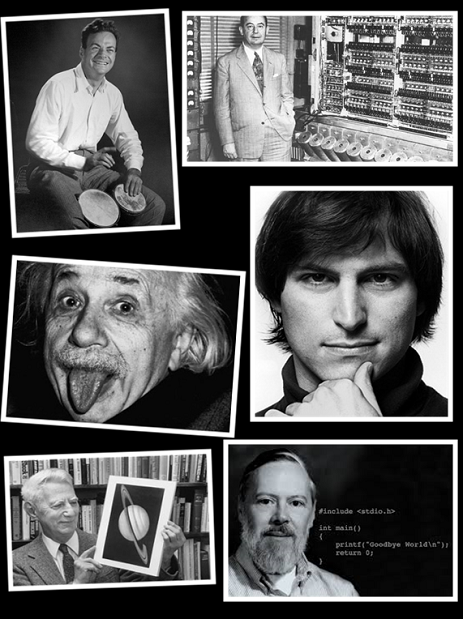 #include <stdio.h>
int main()
{
printf("Goodbye World\n");
return 0;
}